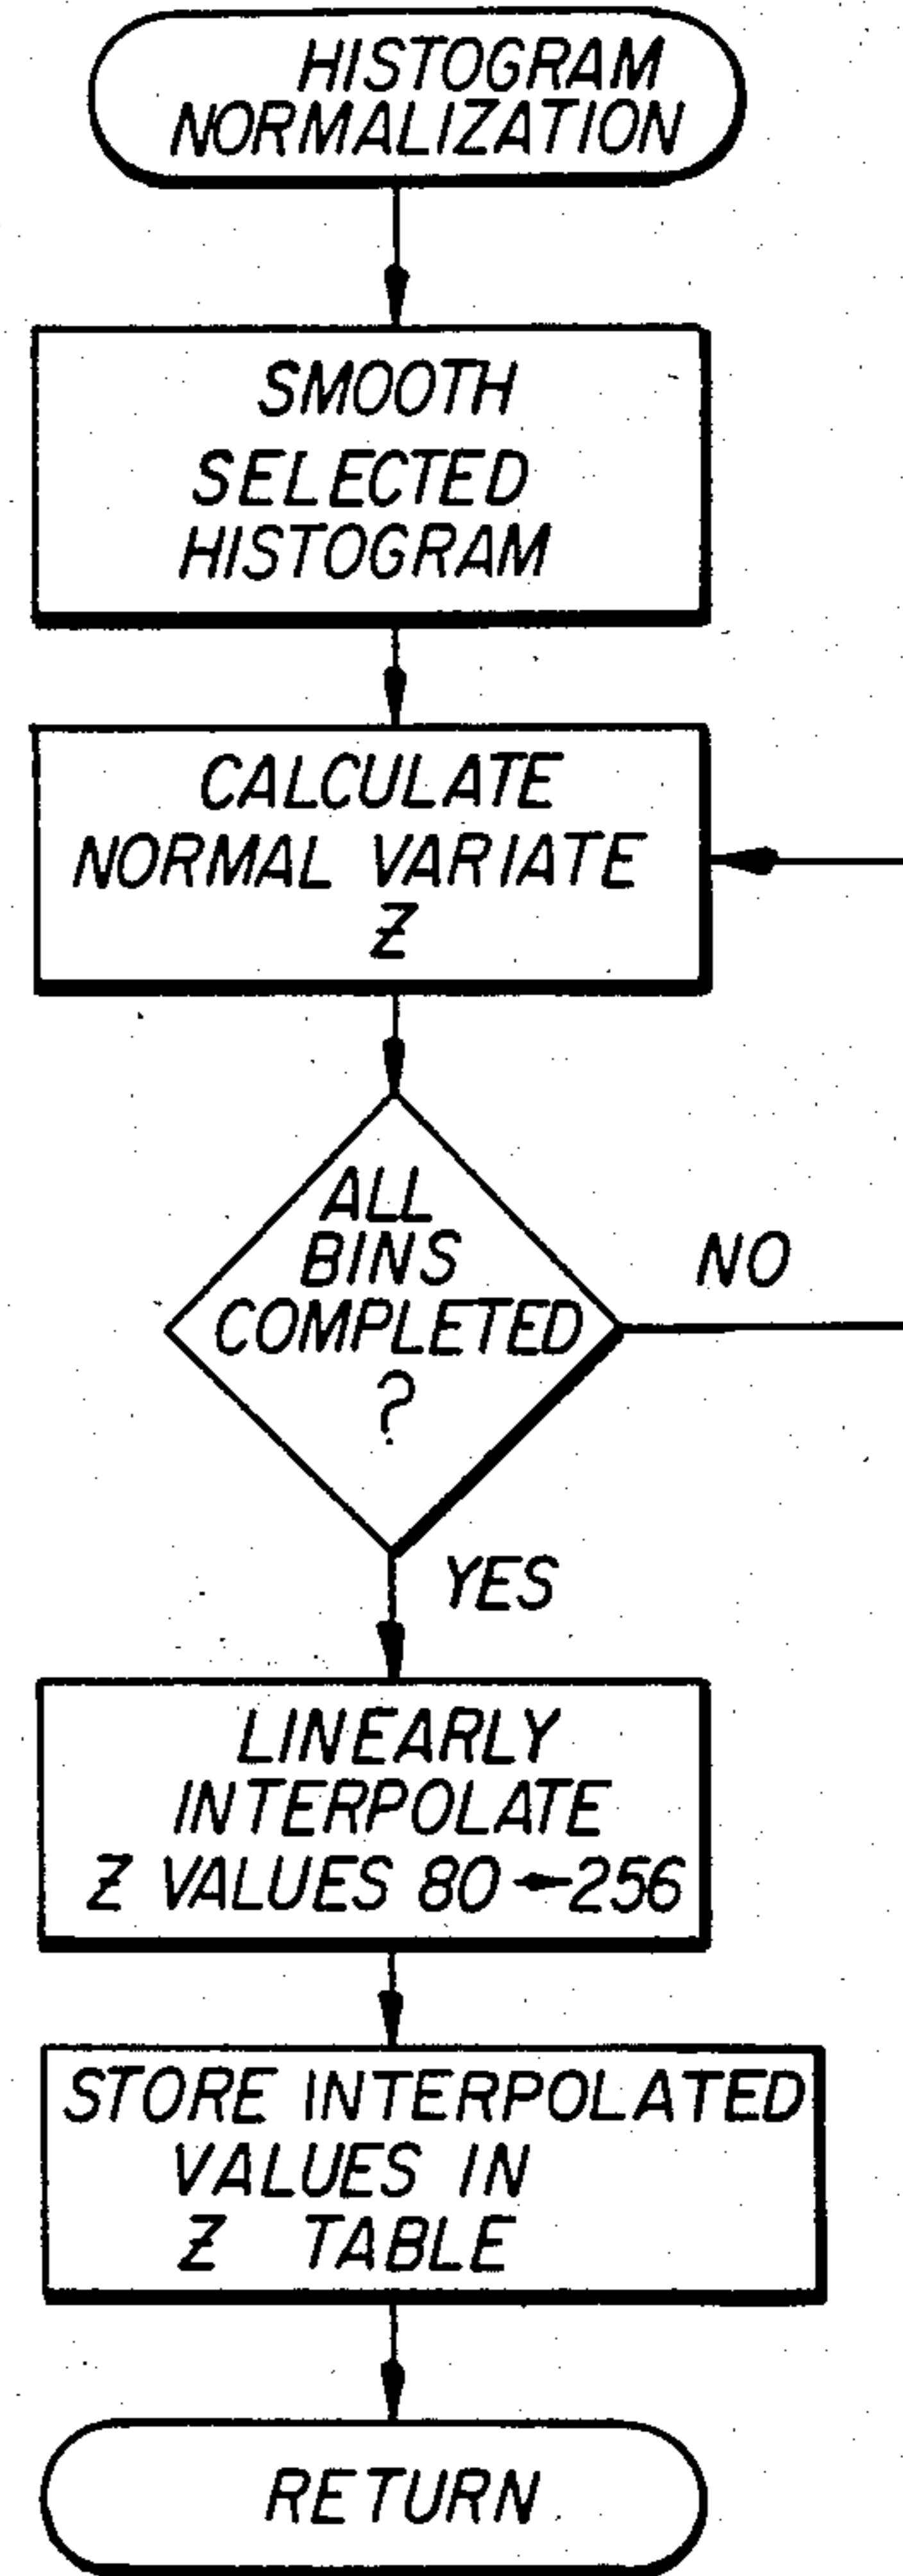 HISTOGRAM
NORMALIZATION
SMOOTH
SELECTED
HISTOGRAM
CALCULATE
NORMAL VARIATE
Z
ALL
BINS
COMPLETED
?
NO
YES
LINEARLY
INTERPOLATE
Z VALUES 80←256
STORE INTERPOLATED
VALUES IN
Z TABLE
RETURN